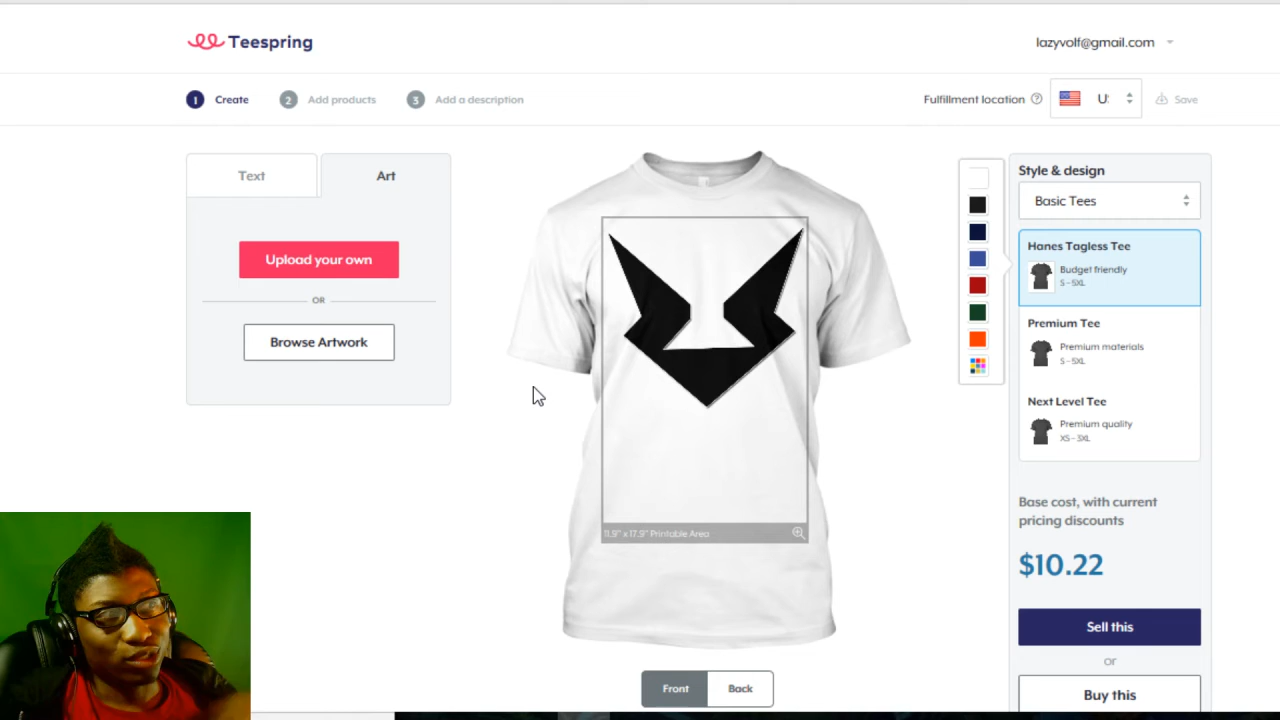 Teespring
lazyvolf@gmail.com
1 Create
2 Add products
3 Add a description
Fulfillment location ?
U
Save
Text
Art
Upload your own
OR
Browse Artwork
11.9" x 17.9" Printable Area
Front
Back
Style & design
Basic Tees
Hanes Tagless Tee
Budget friendly
S - 5XL
Premium Tee
Premium materials
S - 5XL
Next Level Tee
Premium quality
XS - 3XL
Base cost, with current
pricing discounts
$10.22
Sell this
or
Buy this